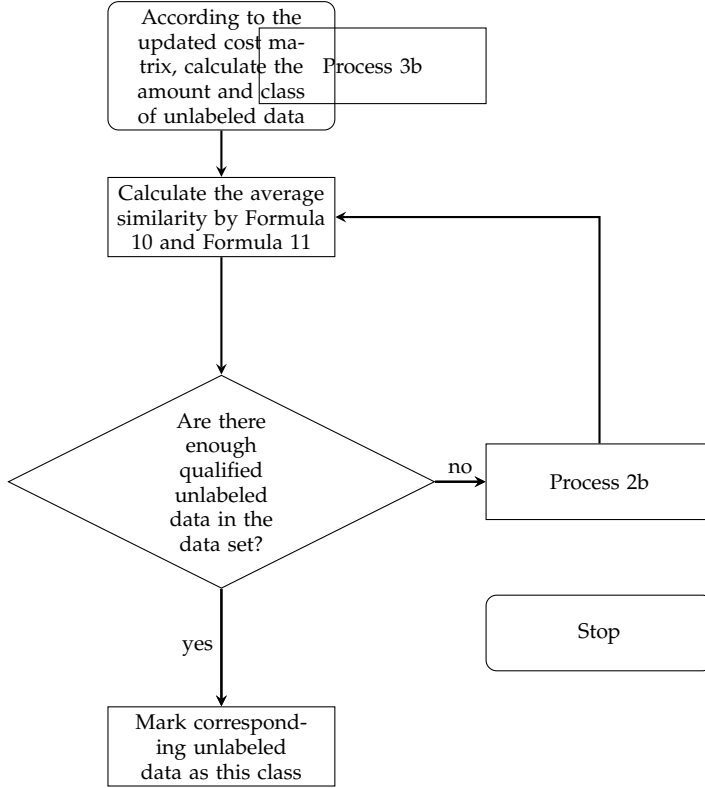 According to the
updated cost ma-
trix, calculate the
amount and class
of unlabeled data
Process 3b
Calculate the average
similarity by Formula
10 and Formula 11
Are there
enough
qualified
unlabeled
data in the
data set?
no
Process 2b
Stop
yes
Mark correspond-
ing unlabeled
data as this class